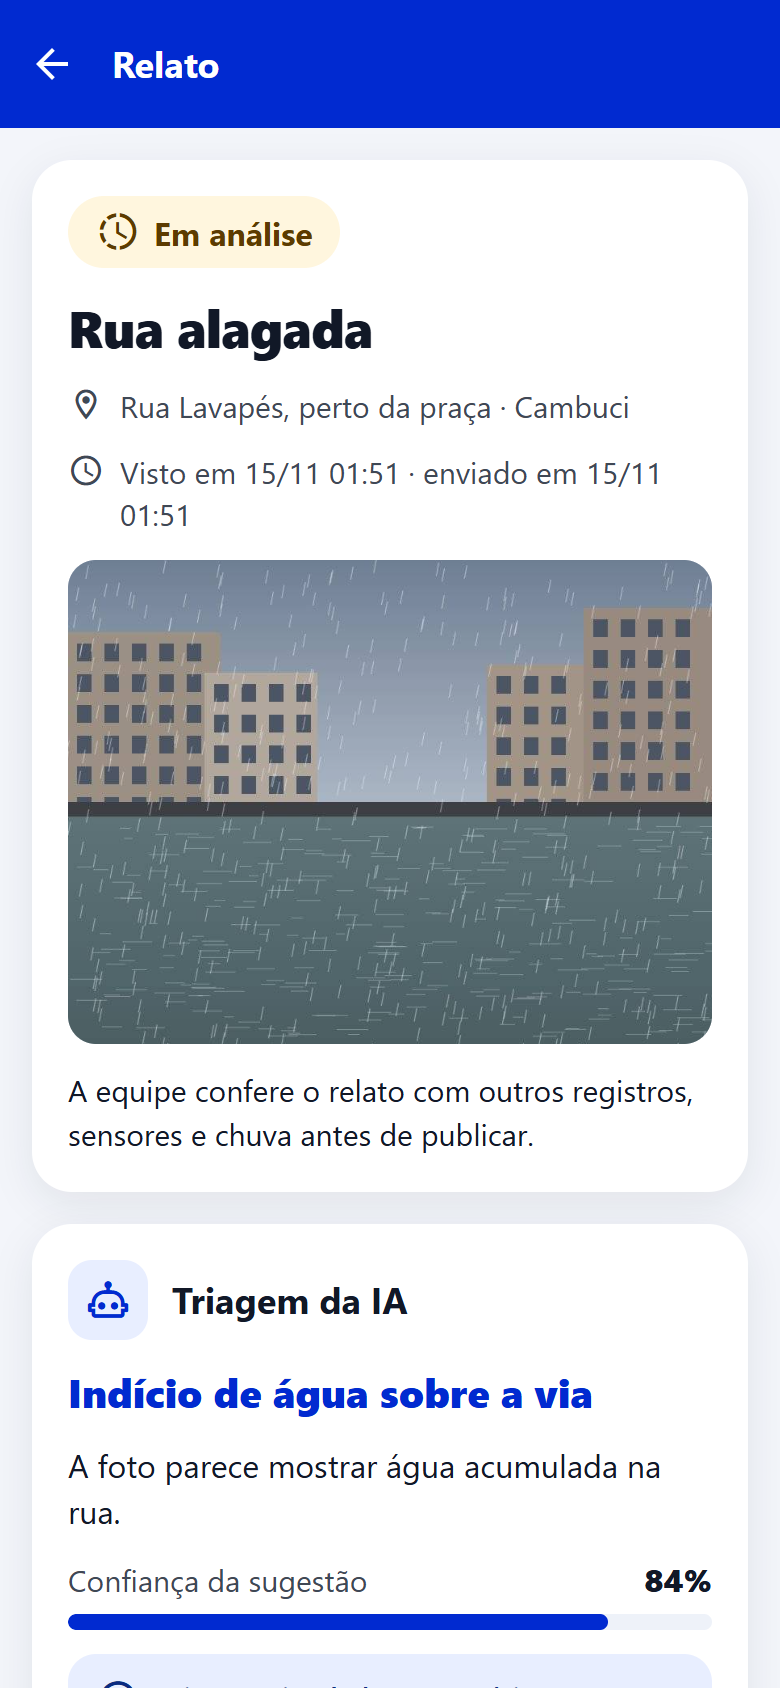 Relato
Em análise
Rua alagada
Rua Lavapés, perto da praça · Cambuci
Visto em 15/11 01:51 · enviado em 15/11
01:51
A equipe confere o relato com outros registros,
sensores e chuva antes de publicar.
Triagem da IA
Indício de água sobre a via
A foto parece mostrar água acumulada na
rua.
Confiança da sugestão 84%